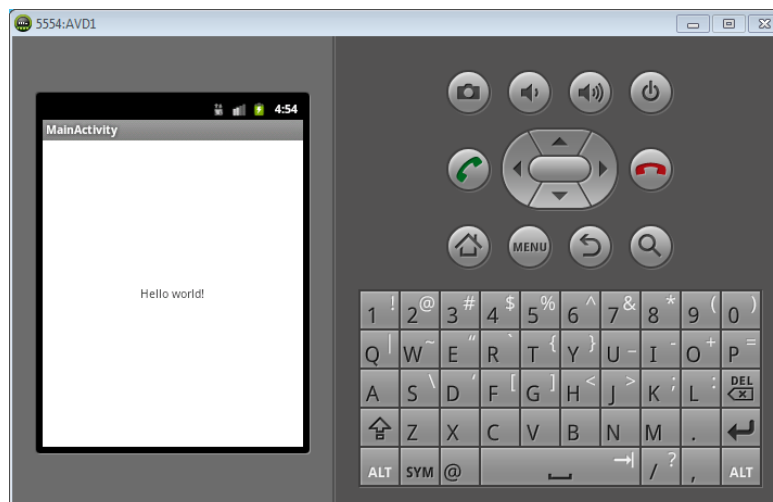 5554:AVD1
4:54
MainActivity
Hello world!
MENU
1 ! 2 @ 3 # 4 $ 5 % 6 ^ 7 & 8 * 9 ( 0 )
Q | W ~ E " R ` T { Y } U _ I - O + P =
A S \ D ' F [ G ] H < J > K ; L : DEL
Z X C V B N M .
ALT SYM @ / ? , ALT